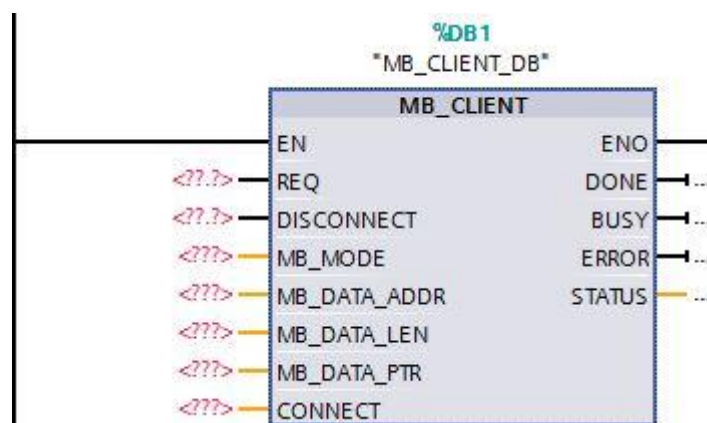 %DB1
"MB_CLIENT_DB"
MB_CLIENT
EN ENO
<??.?> REQ DONE ...
<??.?> DISCONNECT BUSY ...
<???> MB_MODE ERROR ...
<???> MB_DATA_ADDR STATUS ...
<???> MB_DATA_LEN
<???> MB_DATA_PTR
<???> CONNECT